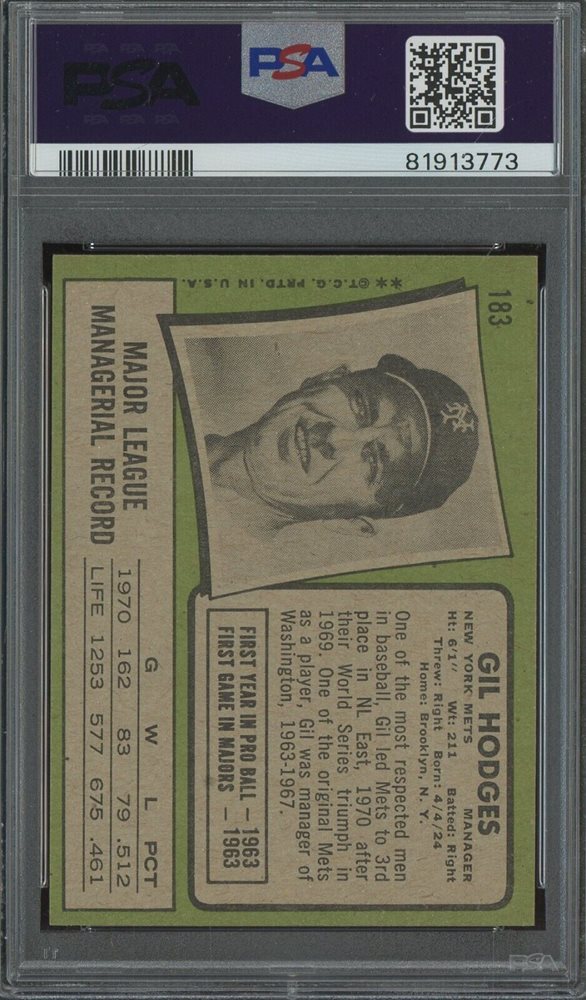 PSA
PSA
81913773
183
**©T.C.G. PRTD. IN U.S.A.
GIL HODGES
NEW YORK METS MANAGER
Ht: 6'1" Wt: 211 Batted: Right
Threw: Right Born: 4/4/24
Home: Brooklyn, N. Y.
One of the most respected men
in baseball, Gil led Mets to 3rd
place in NL East, 1970 after
their World Series triumph in
1969. One of the original Mets
as a player, Gil was manager of
Washington, 1963-1967.
FIRST YEAR IN PRO BALL — 1963
FIRST GAME IN MAJORS — 1963
MAJOR LEAGUE
MANAGERIAL RECORD
G W L PCT
1970 162 83 79 .512
LIFE 1253 577 675 .461
PSA